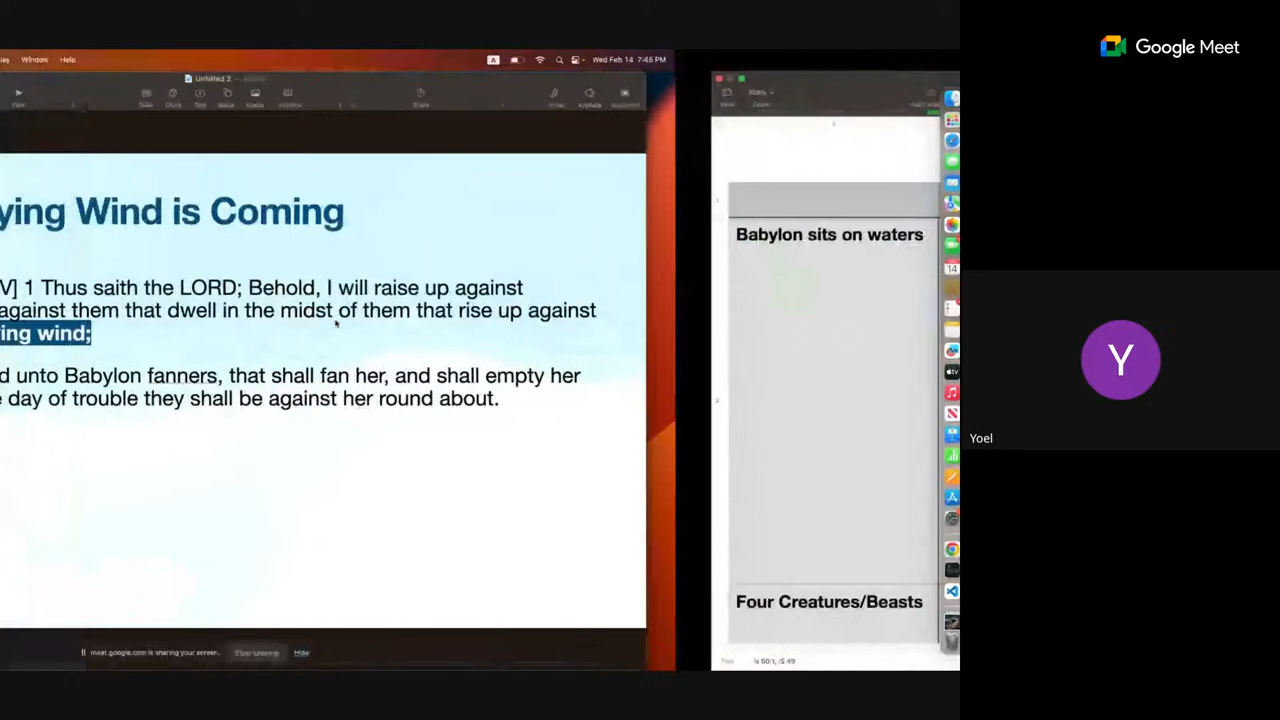 Window Help
A
Wed Feb 14 7:45 PM
Untitled 2
ying Wind is Coming
V] 1 Thus saith the LORD; Behold, I will raise up against
against them that dwell in the midst of them that rise up against
ing wind;
d unto Babylon fanners, that shall fan her, and shall empty her
e day of trouble they shall be against her round about.
meet.google.com is sharing your screen.
Hide
Babylon sits on waters
Four Creatures/Beasts
14
tv
Google Meet
Y
Yoel